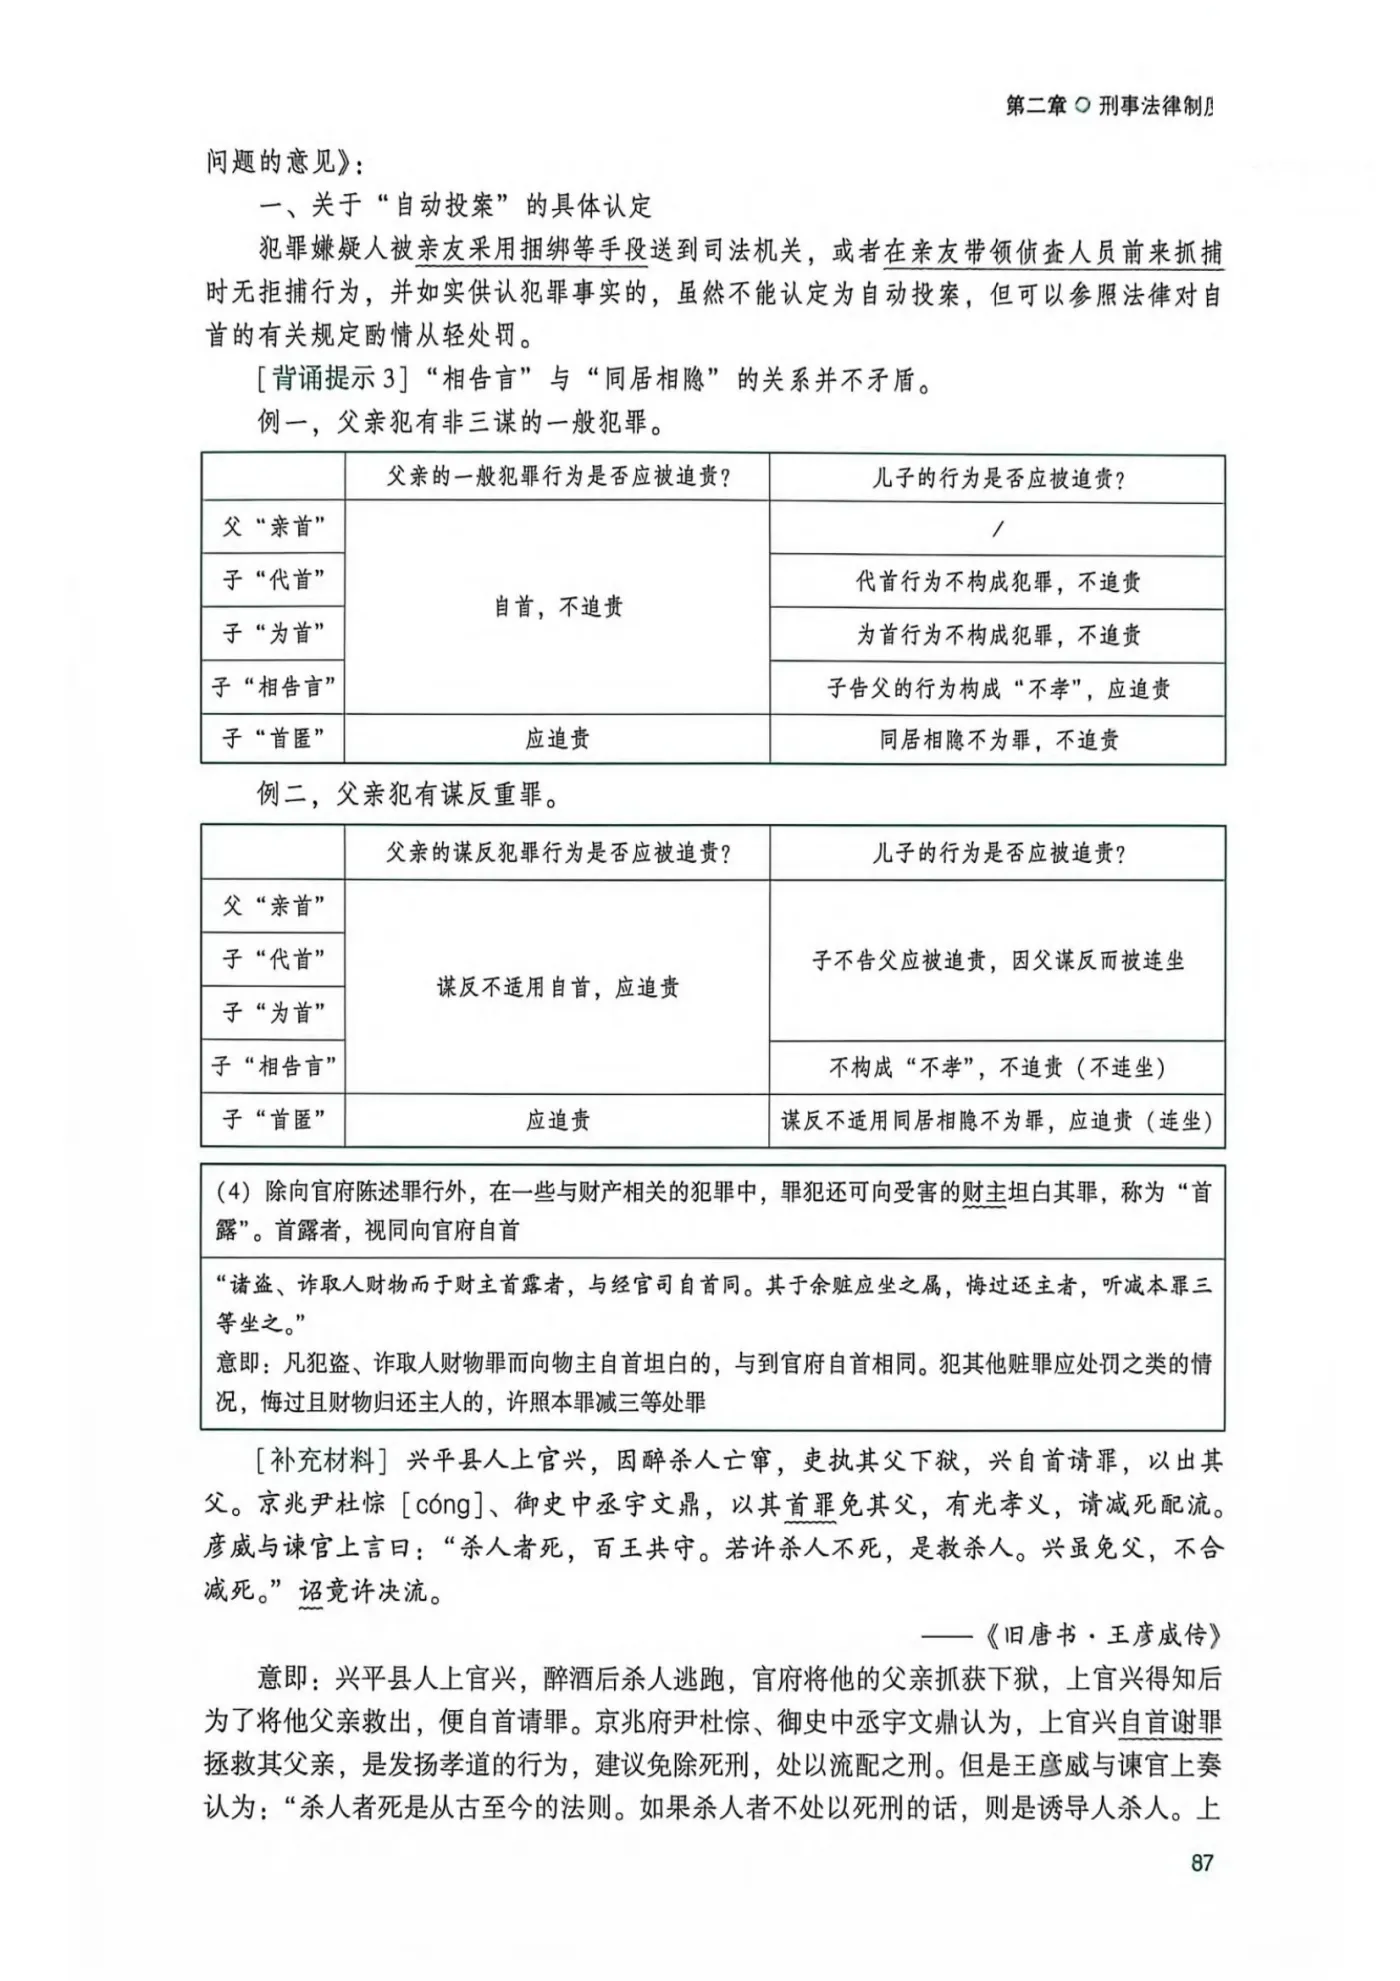 第二章 ○ 刑事法律制度
问题的意见》：
一、关于“自动投案”的具体认定
犯罪嫌疑人被亲友采用捆绑等手段送到司法机关，或者在亲友带领侦查人员前来抓捕
时无拒捕行为，并如实供认犯罪事实的，虽然不能认定为自动投案，但可以参照法律对自
首的有关规定酌情从轻处罚。
［背诵提示3］“相告言”与“同居相隐”的关系并不矛盾。
例一，父亲犯有非三谋的一般犯罪。
父亲的一般犯罪行为是否应被追责？ 儿子的行为是否应被追责？
父“亲首” 自首，不追责 /
子“代首” 代首行为不构成犯罪，不追责
子“为首” 为首行为不构成犯罪，不追责
子“相告言” 子告父的行为构成“不孝”，应追责
子“首匿” 应追责 同居相隐不为罪，不追责
例二，父亲犯有谋反重罪。
父亲的谋反犯罪行为是否应被追责？ 儿子的行为是否应被追责？
父“亲首” 谋反不适用自首，应追责 子不告父应被追责，因父谋反而被连坐
子“代首”
子“为首”
子“相告言” 不构成“不孝”，不追责（不连坐）
子“首匿” 应追责 谋反不适用同居相隐不为罪，应追责（连坐）
（4）除向官府陈述罪行外，在一些与财产相关的犯罪中，罪犯还可向受害的财主坦白其罪，称为“首
露”。首露者，视同向官府自首
“诸盗、诈取人财物而于财主首露者，与经官司自首同。其于余赃应坐之属，悔过还主者，听减本罪三
等坐之。”
意即：凡犯盗、诈取人财物罪而向物主自首坦白的，与到官府自首相同。犯其他赃罪应处罚之类的情
况，悔过且财物归还主人的，许照本罪减三等处罪
［补充材料］兴平县人上官兴，因醉杀人亡窜，吏执其父下狱，兴自首请罪，以出其
父。京兆尹杜悰［cóng］、御史中丞宇文鼎，以其首罪免其父，有光孝义，请减死配流。
彦威与谏官上言曰：“杀人者死，百王共守。若许杀人不死，是教杀人。兴虽免父，不合
减死。”诏竟许决流。
——《旧唐书·王彦威传》
意即：兴平县人上官兴，醉酒后杀人逃跑，官府将他的父亲抓获下狱，上官兴得知后
为了将他父亲救出，便自首请罪。京兆府尹杜悰、御史中丞宇文鼎认为，上官兴自首谢罪
拯救其父亲，是发扬孝道的行为，建议免除死刑，处以流配之刑。但是王彦威与谏官上奏
认为：“杀人者死是从古至今的法则。如果杀人者不处以死刑的话，则是诱导人杀人。上
87